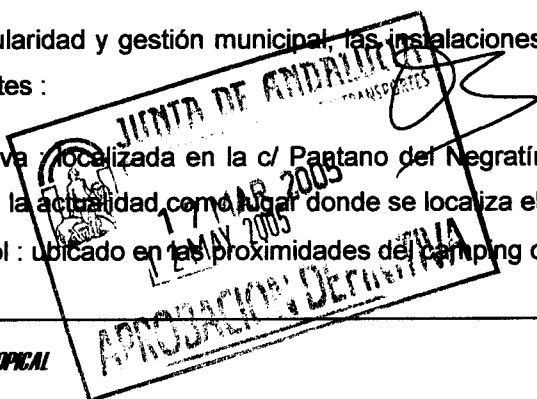 ularidad y gestión municipal, las instalaciones
tes :
JUNTA DE ANDALUCIA
TRANSPORTES
va : localizada en la c/ Pantano del Negratín
la actualidad como lugar donde se localiza el
17 MAR 2005
12 MAY 2005
ol : ubicado en las proximidades del camping
APROBACION DEFINITIVA
OPICAL